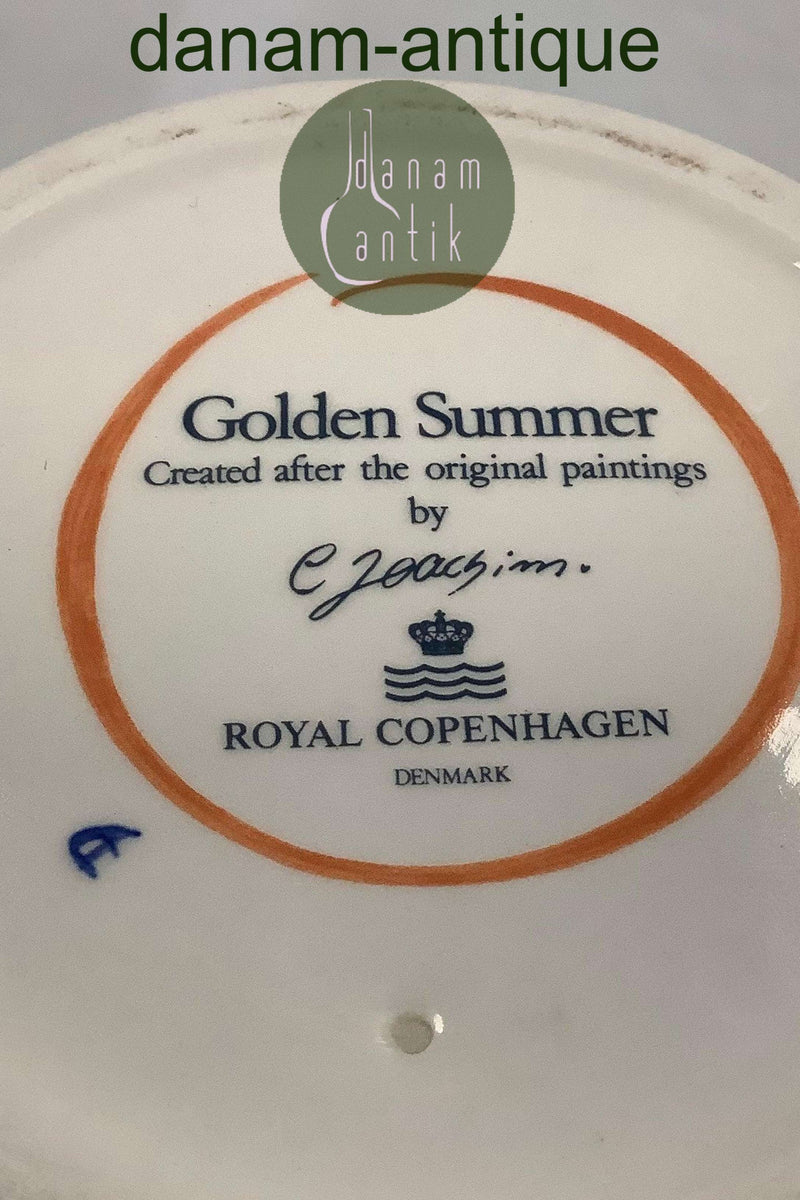 danam-antique
danam
antik
Golden Summer
Created after the original paintings
by
C Joachim.
ROYAL COPENHAGEN
DENMARK